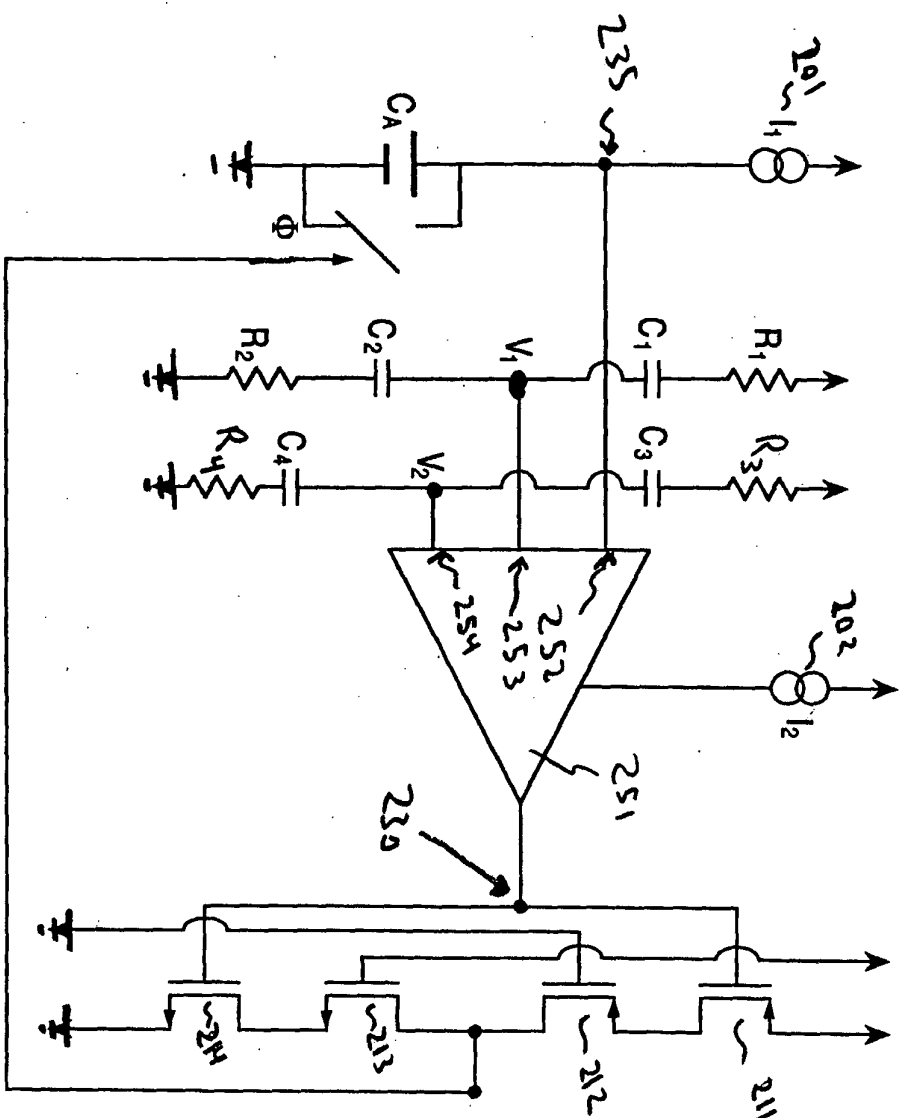 201
I₁
202
I₂
R₁
R₃
211
C₁
C₃
235
251
212
252
253
V₁
254
V₂
230
C_A
C₂
213
Φ
C₄
R₂
R₄
214